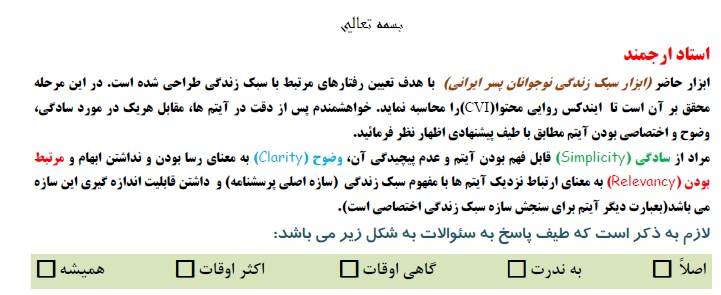 بسمه تعالي
استاد ارجمند
ابزار حاضر (ابزار سبک زندگی نوجوانان پسر ایرانی) با هدف تعیین رفتارهای مرتبط با سبک زندگی طراحی شده است. در این مرحله
محقق بر آن است تا ایندکس روایی محتوا(CVI)را محاسبه نماید. خواهشمندم پس از دقت در آیتم ها، مقابل هریک در مورد سادگی،
وضوح و اختصاصی بودن آیتم مطابق با طیف پیشنهادی اظهار نظر فرمائید.
مراد از سادگی (Simplicity) قابل فهم بودن آیتم و عدم پیچیدگی آن، وضوح (Clarity) به معنای رسا بودن و نداشتن ابهام و مرتبط
بودن (Relevancy) به معنای ارتباط نزدیک آیتم ها با مفهوم سبک زندگی (سازه اصلی پرسشنامه) و داشتن قابلیت اندازه گیری این سازه
می باشد(بعبارت دیگر آیتم برای سنجش سازه سبک زندگی اختصاصی است).
لازم به ذکر است که طیف پاسخ به سئوالات به شکل زیر می باشد:
اصلاً □ به ندرت □ گاهی اوقات □ اکثر اوقات □ همیشه □